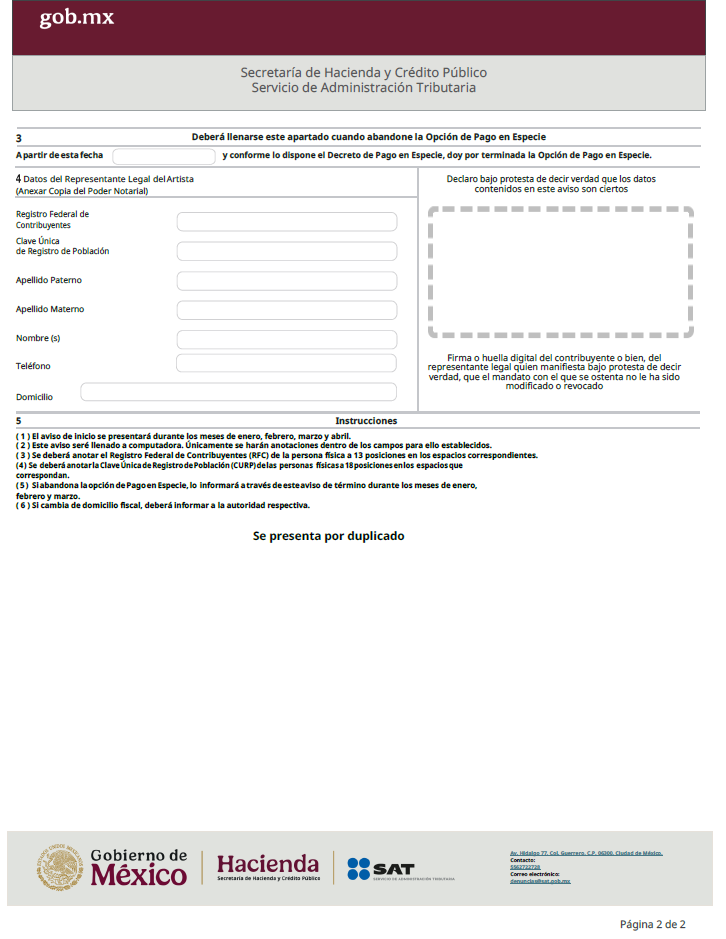 gob.mx
Secretaría de Hacienda y Crédito Público
Servicio de Administración Tributaria
3 Deberá llenarse este apartado cuando abandone la Opción de Pago en Especie
A partir de esta fecha y conforme lo dispone el Decreto de Pago en Especie, doy por terminada la Opción de Pago en Especie.
4 Datos del Representante Legal del Artista
(Anexar Copia del Poder Notarial)
Registro Federal de
Contribuyentes
Clave Única
de Registro de Población
Apellido Paterno
Apellido Materno
Nombre (s)
Teléfono
Domicilio
Declaro bajo protesta de decir verdad que los datos
contenidos en este aviso son ciertos
Firma o huella digital del contribuyente o bien, del
representante legal quien manifiesta bajo protesta de decir
verdad, que el mandato con el que se ostenta no le ha sido
modificado o revocado
5 Instrucciones
( 1 ) El aviso de inicio se presentará durante los meses de enero, febrero, marzo y abril.
( 2 ) Este aviso seré llenado a computadora. Únicamente se harán anotaciones dentro de los campos para ello establecidos.
( 3 ) Se deberá anotar el Registro Federal de Contribuyentes (RFC) de la persona física a 13 posiciones en los espacios correspondientes.
(4) Se deberá anotar la Clave Única de Registro de Población (CURP) de las personas físicas a 18 posiciones en los espacios que
correspondan.
( 5 ) Si abandona la opción de Pago en Especie, lo informará a través de este aviso de término durante los meses de enero,
febrero y marzo.
( 6 ) Si cambia de domicilio fiscal, deberá informar a la autoridad respectiva.
Se presenta por duplicado
Gobierno de
México
Hacienda
Secretaría de Hacienda y Crédito Público
SAT
SERVICIO DE ADMINISTRACIÓN TRIBUTARIA
Av. Hidalgo 77, Col. Guerrero, C.P. 06300, Ciudad de México.
Contacto:
5562722728
Correo electrónico:
denuncias@sat.gob.mx
Página 2 de 2